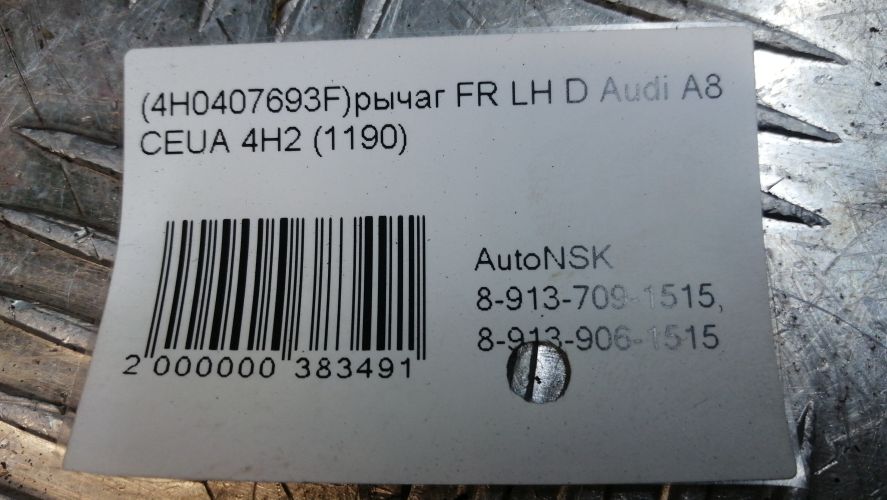 (4H0407693F)рычаг FR LH D Audi A8
CEUA 4H2 (1190)
AutoNSK
8-913-709-1515,
8-913-906-1515
2 000000 383491